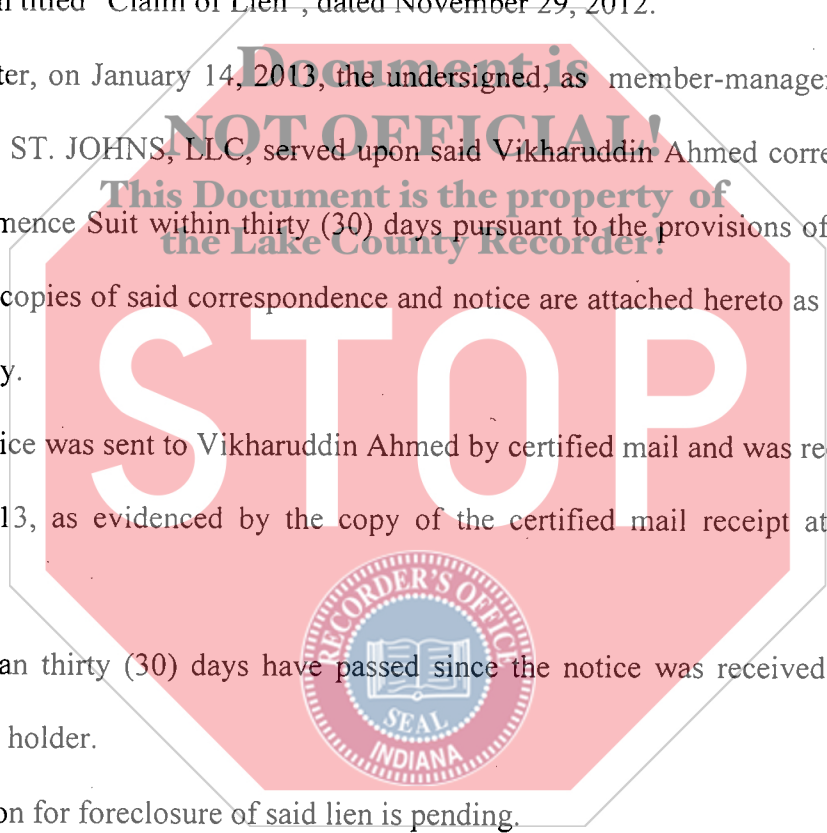 titled "Claim of Lien", dated November 29, 2012.
ter, on January 14, 2013, the undersigned, as member-manage
ST. JOHNS, LLC, served upon said Vikharuddin Ahmed corre
mence Suit within thirty (30) days pursuant to the provisions of
copies of said correspondence and notice are attached hereto as
y.
ice was sent to Vikharuddin Ahmed by certified mail and was re
13, as evidenced by the copy of the certified mail receipt at
an thirty (30) days have passed since the notice was received
holder.
on for foreclosure of said lien is pending.
Document is
NOT OFFICIAL!
This Document is the property of
the Lake County Recorder!
STOP
RECORDER'S OFFICE
SEAL
INDIANA